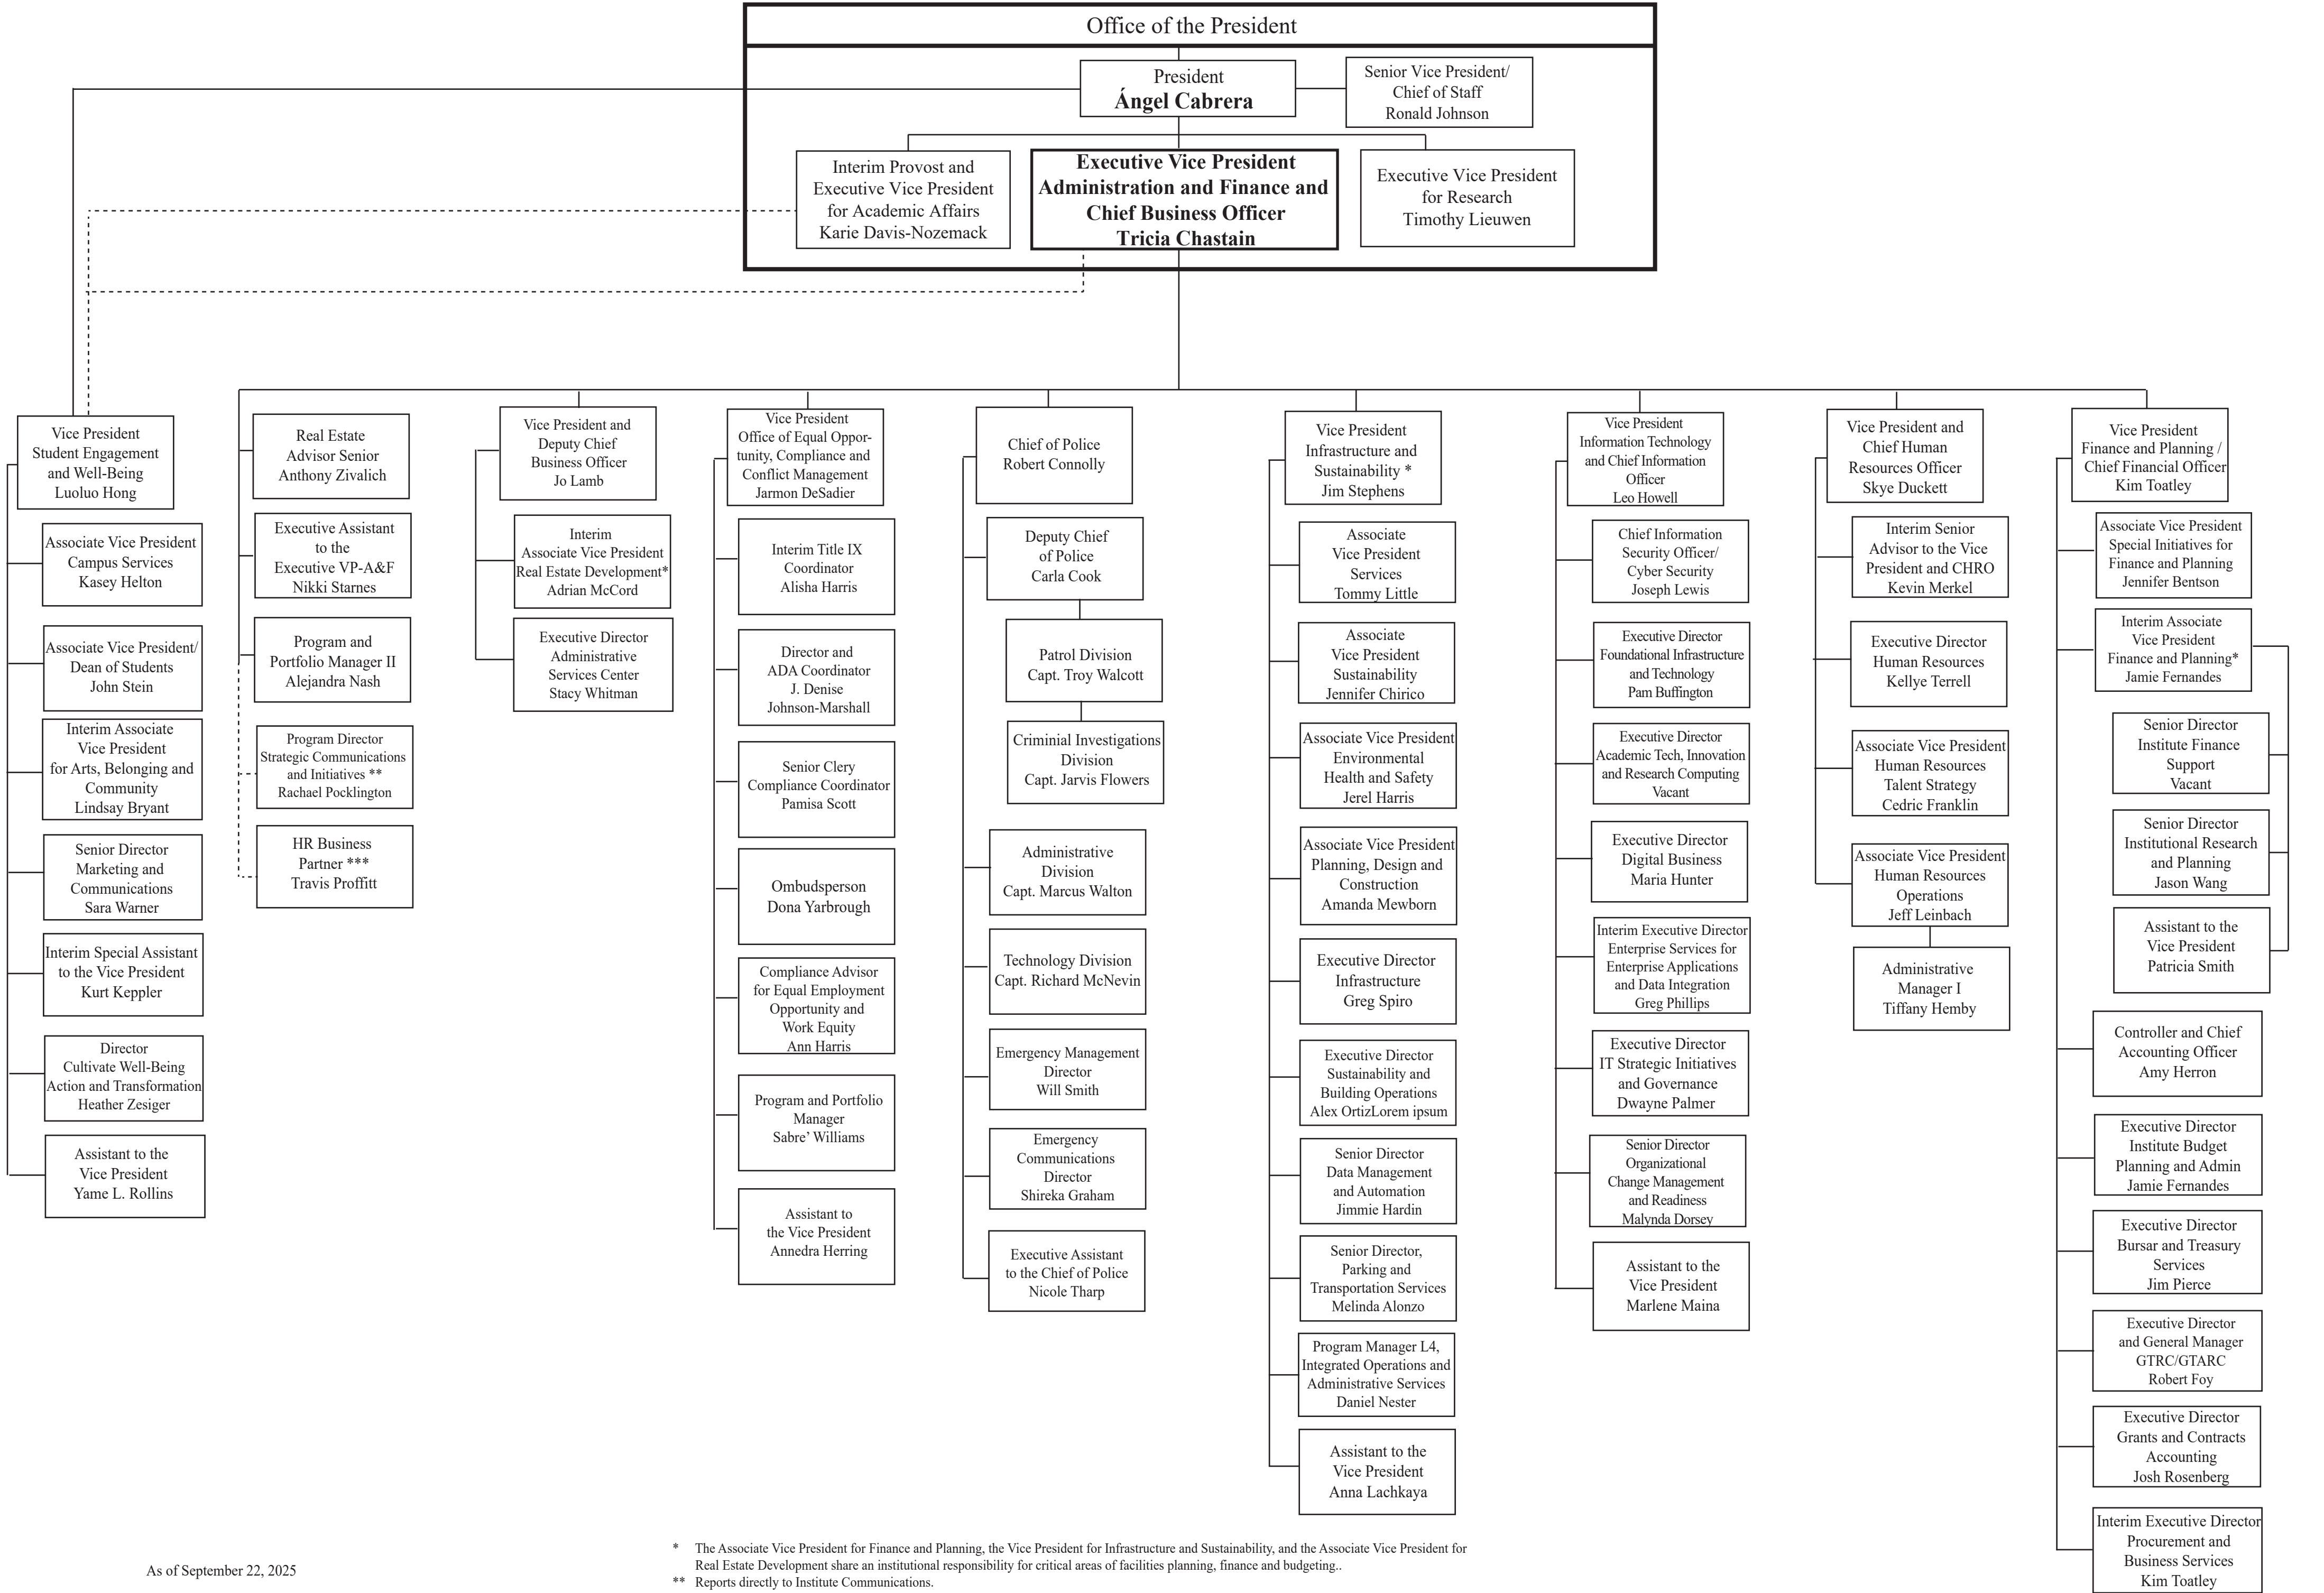 Office of the President
President
Ángel Cabrera
Senior Vice President/
Chief of Staff
Ronald Johnson
Interim Provost and
Executive Vice President
for Academic Affairs
Karie Davis-Nozemack
Executive Vice President
Administration and Finance and
Chief Business Officer
Tricia Chastain
Executive Vice President
for Research
Timothy Lieuwen
Vice President
Student Engagement
and Well-Being
Luoluo Hong
Associate Vice President
Campus Services
Kasey Helton
Associate Vice President/
Dean of Students
John Stein
Interim Associate
Vice President
for Arts, Belonging and
Community
Lindsay Bryant
Senior Director
Marketing and
Communications
Sara Warner
Interim Special Assistant
to the Vice President
Kurt Keppler
Director
Cultivate Well-Being
Action and Transformation
Heather Zesiger
Assistant to the
Vice President
Yame L. Rollins
Real Estate
Advisor Senior
Anthony Zivalich
Executive Assistant
to the
Executive VP-A&F
Nikki Starnes
Program and
Portfolio Manager II
Alejandra Nash
Program Director
Strategic Communications
and Initiatives **
Rachael Pocklington
HR Business
Partner ***
Travis Proffitt
Vice President and
Deputy Chief
Business Officer
Jo Lamb
Interim
Associate Vice President
Real Estate Development*
Adrian McCord
Executive Director
Administrative
Services Center
Stacy Whitman
Vice President
Office of Equal Oppor-
tunity, Compliance and
Conflict Management
Jarmon DeSadier
Interim Title IX
Coordinator
Alisha Harris
Director and
ADA Coordinator
J. Denise
Johnson-Marshall
Senior Clery
Compliance Coordinator
Pamisa Scott
Ombudsperson
Dona Yarbrough
Compliance Advisor
for Equal Employment
Opportunity and
Work Equity
Ann Harris
Program and Portfolio
Manager
Sabre’ Williams
Assistant to
the Vice President
Annedra Herring
Chief of Police
Robert Connolly
Deputy Chief
of Police
Carla Cook
Patrol Division
Capt. Troy Walcott
Criminial Investigations
Division
Capt. Jarvis Flowers
Administrative
Division
Capt. Marcus Walton
Technology Division
Capt. Richard McNevin
Emergency Management
Director
Will Smith
Emergency
Communications
Director
Shireka Graham
Executive Assistant
to the Chief of Police
Nicole Tharp
Vice President
Infrastructure and
Sustainability *
Jim Stephens
Associate
Vice President
Services
Tommy Little
Associate
Vice President
Sustainability
Jennifer Chirico
Associate Vice President
Environmental
Health and Safety
Jerel Harris
Associate Vice President
Planning, Design and
Construction
Amanda Mewborn
Executive Director
Infrastructure
Greg Spiro
Executive Director
Sustainability and
Building Operations
Alex OrtizLorem ipsum
Senior Director
Data Management
and Automation
Jimmie Hardin
Senior Director,
Parking and
Transportation Services
Melinda Alonzo
Program Manager L4,
Integrated Operations and
Administrative Services
Daniel Nester
Assistant to the
Vice President
Anna Lachkaya
Vice President
Information Technology
and Chief Information
Officer
Leo Howell
Chief Information
Security Officer/
Cyber Security
Joseph Lewis
Executive Director
Foundational Infrastructure
and Technology
Pam Buffington
Executive Director
Academic Tech, Innovation
and Research Computing
Vacant
Executive Director
Digital Business
Maria Hunter
Interim Executive Director
Enterprise Services for
Enterprise Applications
and Data Integration
Greg Phillips
Executive Director
IT Strategic Initiatives
and Governance
Dwayne Palmer
Senior Director
Organizational
Change Management
and Readiness
Malynda Dorsey
Assistant to the
Vice President
Marlene Maina
Vice President and
Chief Human
Resources Officer
Skye Duckett
Interim Senior
Advisor to the Vice
President and CHRO
Kevin Merkel
Executive Director
Human Resources
Kellye Terrell
Associate Vice President
Human Resources
Talent Strategy
Cedric Franklin
Associate Vice President
Human Resources
Operations
Jeff Leinbach
Administrative
Manager I
Tiffany Hemby
Vice President
Finance and Planning /
Chief Financial Officer
Kim Toatley
Associate Vice President
Special Initiatives for
Finance and Planning
Jennifer Bentson
Interim Associate
Vice President
Finance and Planning*
Jamie Fernandes
Senior Director
Institute Finance
Support
Vacant
Senior Director
Institutional Research
and Planning
Jason Wang
Assistant to the
Vice President
Patricia Smith
Controller and Chief
Accounting Officer
Amy Herron
Executive Director
Institute Budget
Planning and Admin
Jamie Fernandes
Executive Director
Bursar and Treasury
Services
Jim Pierce
Executive Director
and General Manager
GTRC/GTARC
Robert Foy
Executive Director
Grants and Contracts
Accounting
Josh Rosenberg
Interim Executive Director
Procurement and
Business Services
Kim Toatley
As of September 22, 2025
* The Associate Vice President for Finance and Planning, the Vice President for Infrastructure and Sustainability, and the Associate Vice President for
Real Estate Development share an institutional responsibility for critical areas of facilities planning, finance and budgeting..
** Reports directly to Institute Communications.